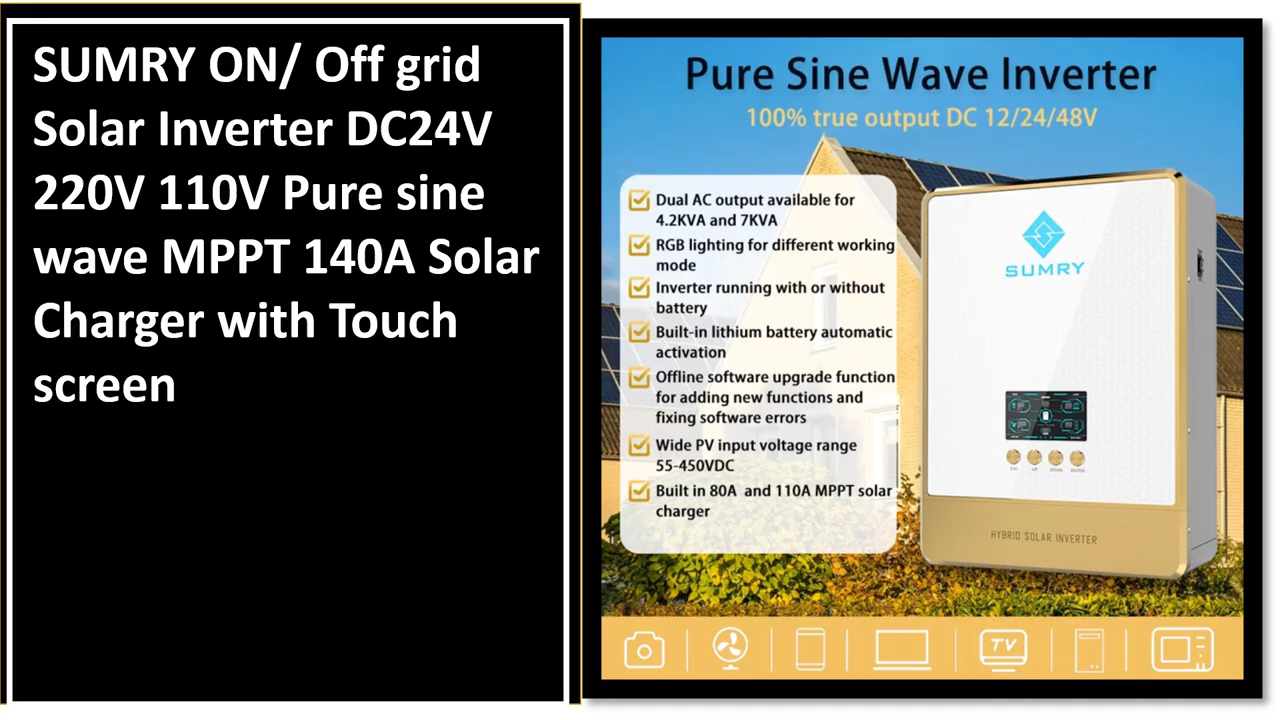 SUMRY ON/ Off grid
Solar Inverter DC24V
220V 110V Pure sine
wave MPPT 140A Solar
Charger with Touch
screen
Pure Sine Wave Inverter
100% true output DC 12/24/48V
Dual AC output available for
4.2KVA and 7KVA
RGB lighting for different working
mode
Inverter running with or without
battery
Built-in lithium battery automatic
activation
Offline software upgrade function
for adding new functions and
fixing software errors
Wide PV input voltage range
55-450VDC
Built in 80A and 110A MPPT solar
charger
SUMRY
ESC UP DOWN ENTER
HYBRID SOLAR INVERTER
TV